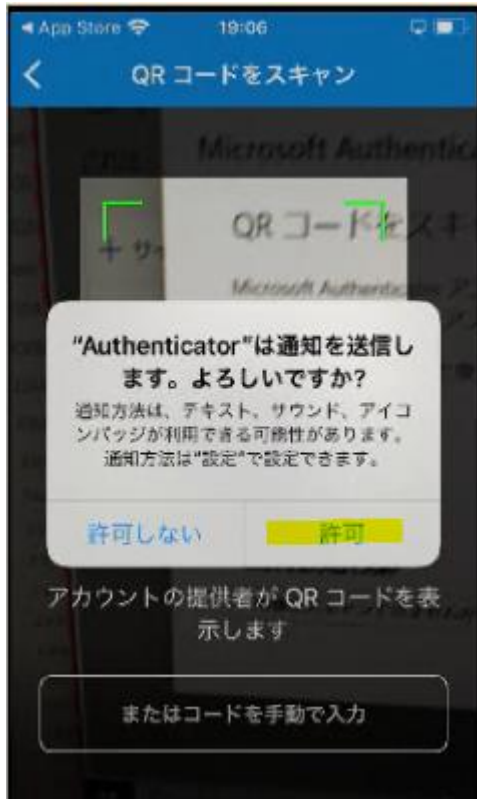 App Store
19:06
QR コードをスキャン
Microsoft Authentic
QR コードをスキ
+ サ
Microsoft Authenticator
"Authenticator"は通知を送信し
ます。よろしいですか?
通知方法は、テキスト、サウンド、アイコ
ンバッジが利用できる可能性があります。
通知方法は"設定"で設定できます。
許可しない
許可
アカウントの提供者が QR コードを表
示します
またはコードを手動で入力